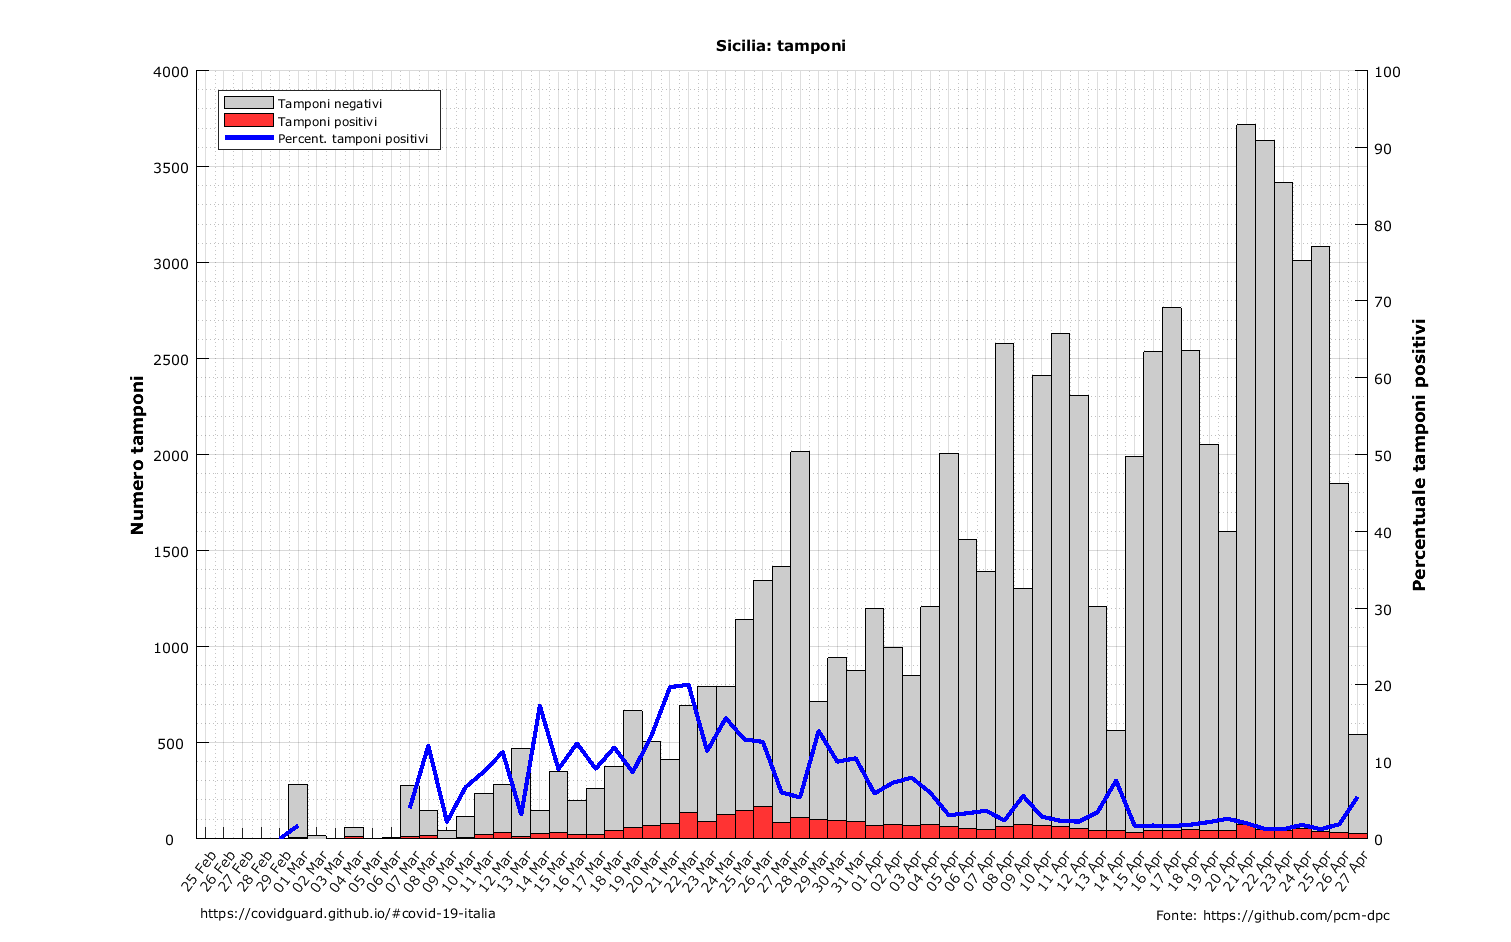 Sicilia: tamponi
Tamponi negativi
Tamponi positivi
Percent. tamponi positivi
Numero tamponi
4000
3500
3000
2500
2000
1500
1000
500
0
Percentuale tamponi positivi
100
90
80
70
60
50
40
30
20
10
0
25 Feb
26 Feb
27 Feb
28 Feb
29 Feb
01 Mar
02 Mar
03 Mar
04 Mar
05 Mar
06 Mar
07 Mar
08 Mar
09 Mar
10 Mar
11 Mar
12 Mar
13 Mar
14 Mar
15 Mar
16 Mar
17 Mar
18 Mar
19 Mar
20 Mar
21 Mar
22 Mar
23 Mar
24 Mar
25 Mar
26 Mar
27 Mar
28 Mar
29 Mar
30 Mar
31 Mar
01 Apr
02 Apr
03 Apr
04 Apr
05 Apr
06 Apr
07 Apr
08 Apr
09 Apr
10 Apr
11 Apr
12 Apr
13 Apr
14 Apr
15 Apr
16 Apr
17 Apr
18 Apr
19 Apr
20 Apr
21 Apr
22 Apr
23 Apr
24 Apr
25 Apr
26 Apr
27 Apr
https://covidguard.github.io/#covid-19-italia
Fonte: https://github.com/pcm-dpc